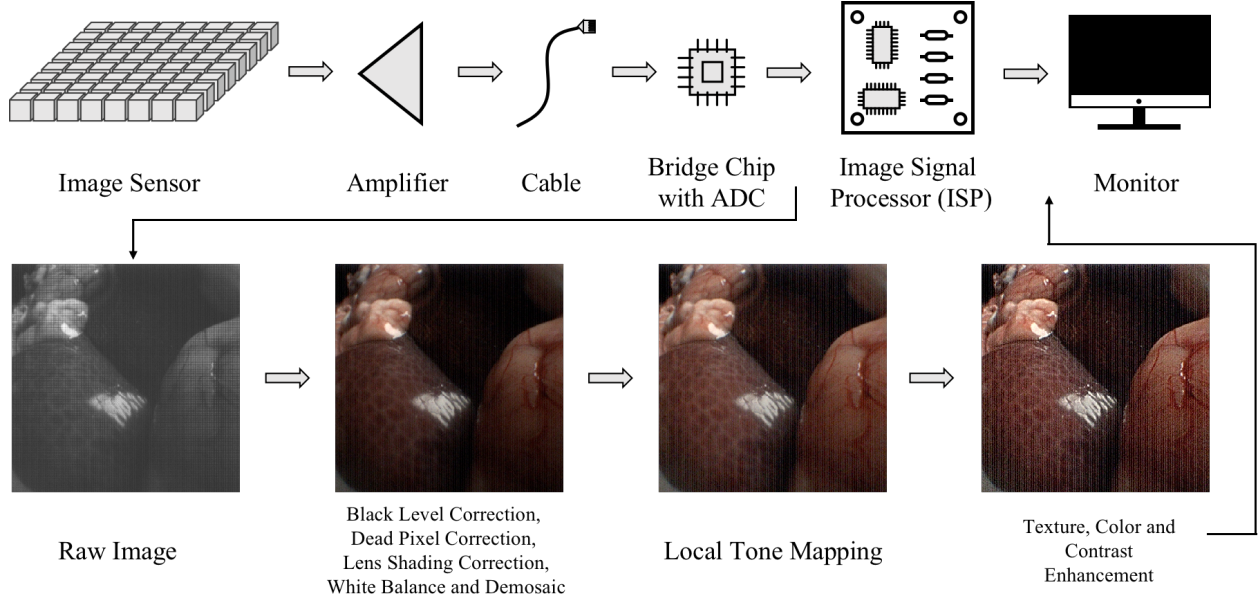 Image Sensor
Amplifier
Cable
Bridge Chip
with ADC
Image Signal
Processor (ISP)
Monitor
Raw Image
Black Level Correction,
Dead Pixel Correction,
Lens Shading Correction,
White Balance and Demosaic
Local Tone Mapping
Texture, Color and
Contrast
Enhancement